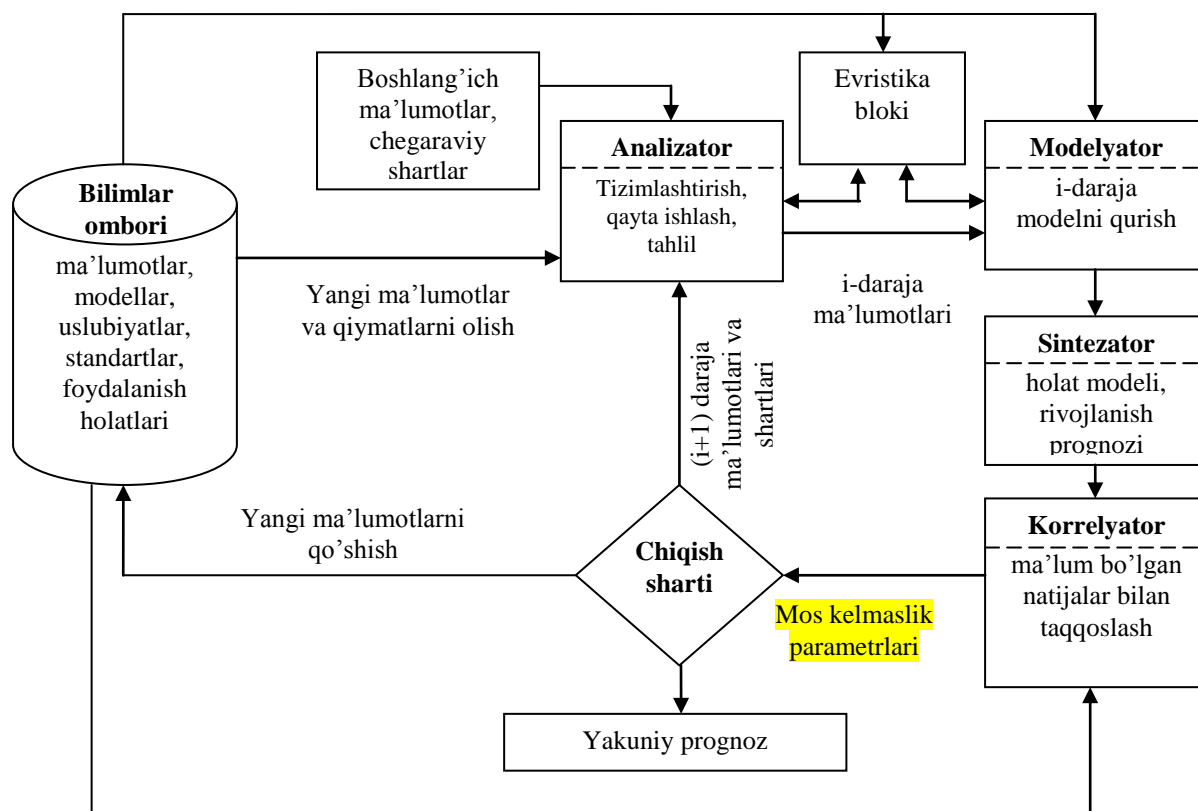 Boshlang’ich
ma’lumotlar,
chegaraviy
shartlar
Evristika
bloki
Analizator
Tizimlashtirish,
qayta ishlash,
tahlil
Modelyator
i-daraja
modelni qurish
Bilimlar
ombori
ma’lumotlar,
modellar,
uslubiyatlar,
standartlar,
foydalanish
holatlari
Yangi ma’lumotlar
va qiymatlarni olish
i-daraja
ma’lumotlari
(i+1) daraja
ma’lumotlari va
shartlari
Sintezator
holat modeli,
rivojlanish
prognozi
Yangi ma’lumotlarni
qo’shish
Chiqish
sharti
Mos kelmaslik
parametrlari
Korrelyator
ma’lum bo’lgan
natijalar bilan
taqqoslash
Yakuniy prognoz